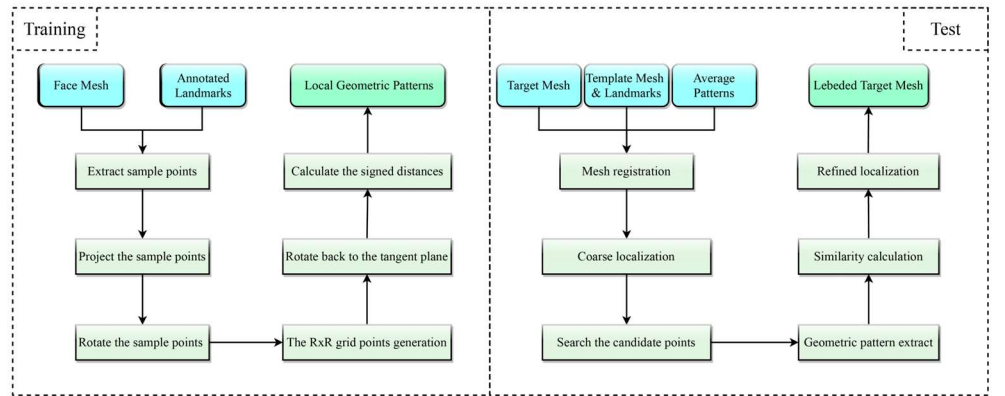 Training
Face Mesh
Annotated
Landmarks
Extract sample points
Project the sample points
Rotate the sample points
The RxR grid points generation
Rotate back to the tangent plane
Calculate the signed distances
Local Geometric Patterns
Test
Target Mesh
Template Mesh
& Landmarks
Average
Patterns
Mesh registration
Coarse localization
Search the candidate points
Geometric pattern extract
Similarity calculation
Refined localization
Lebeded Target Mesh